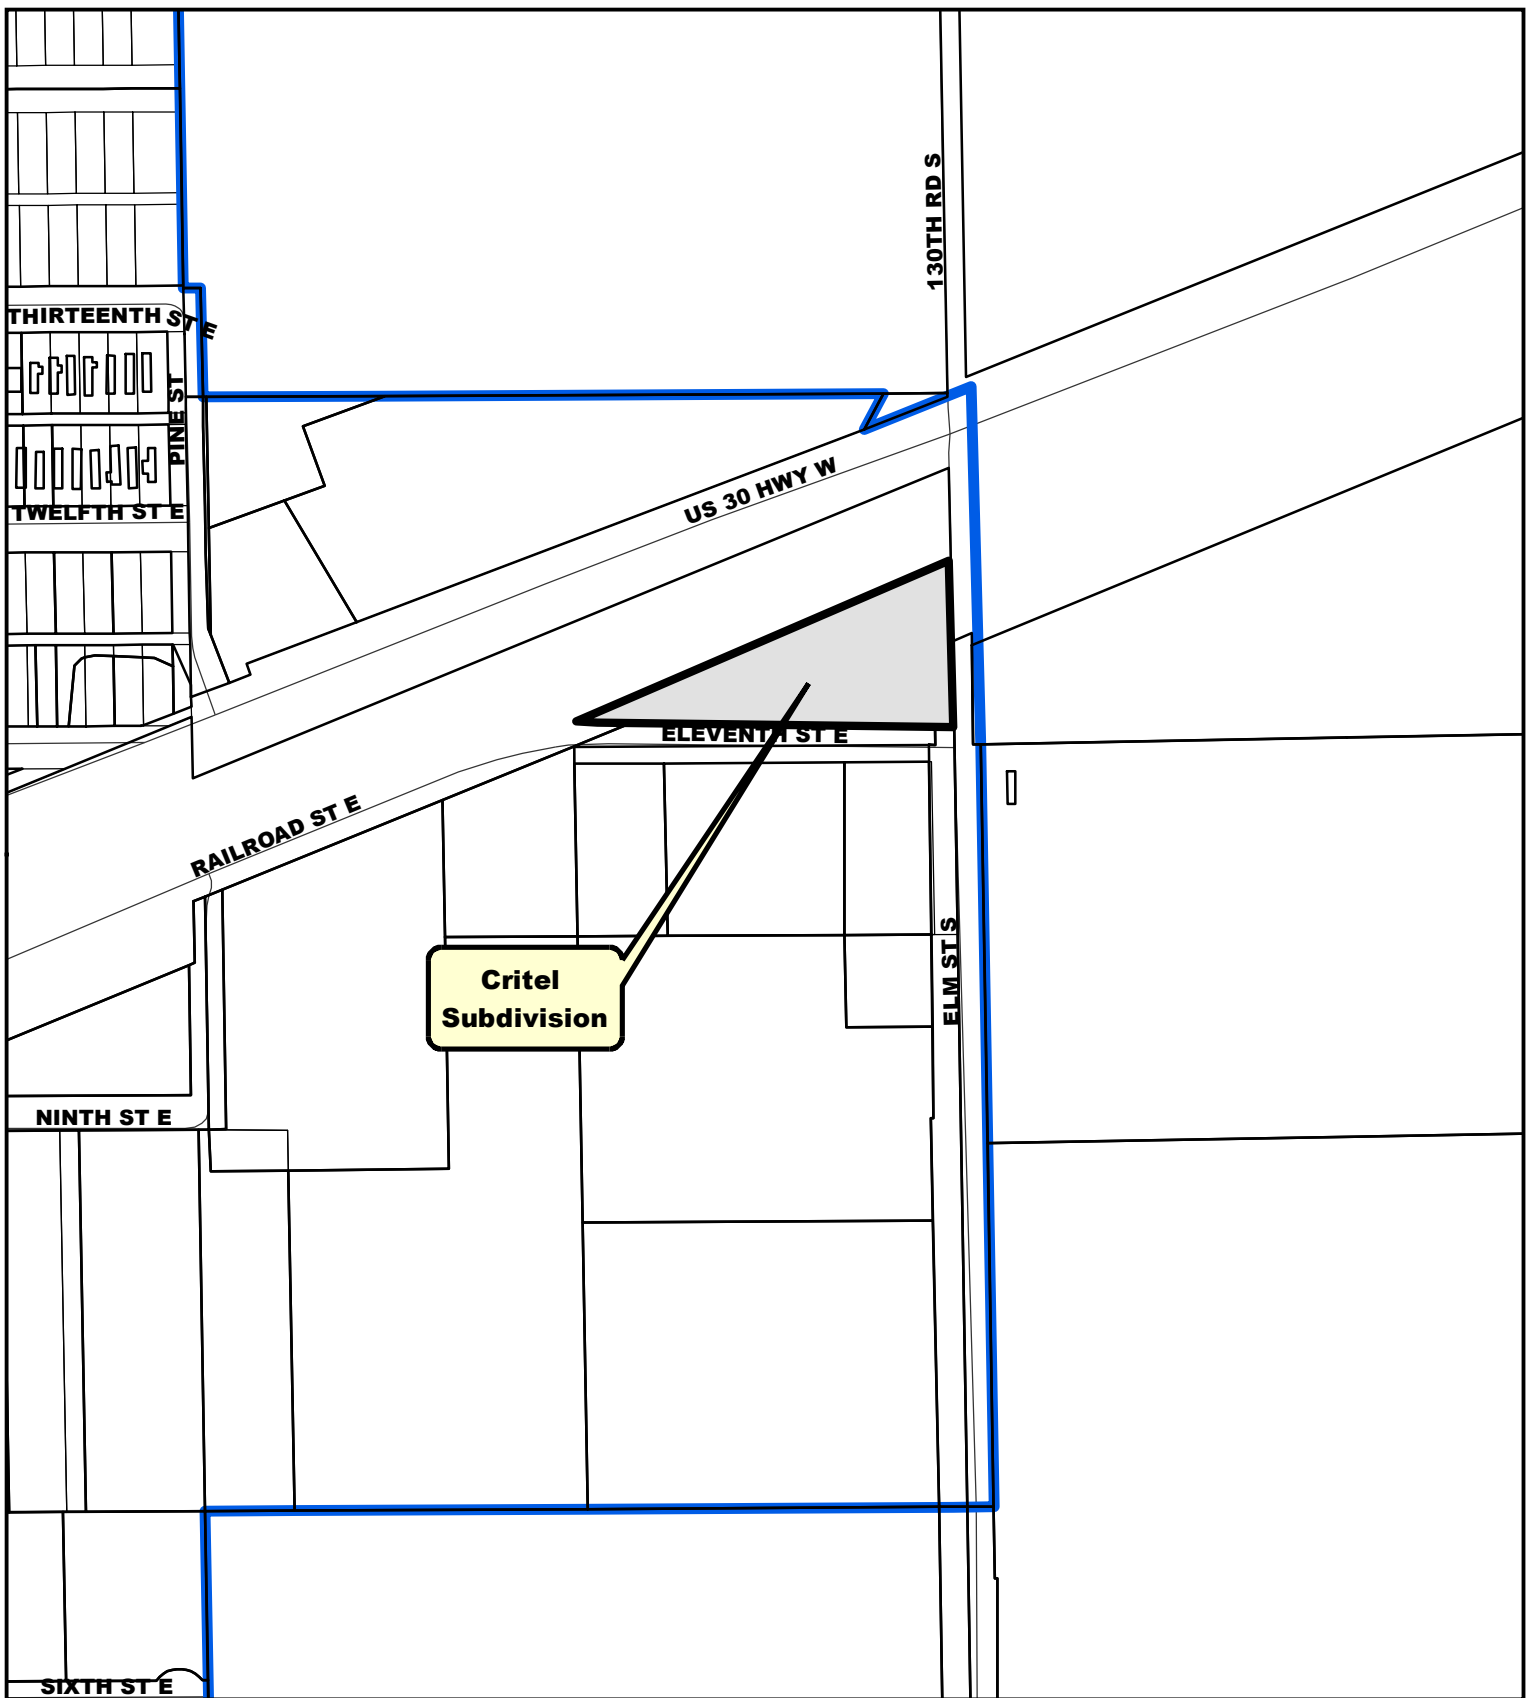 130TH RD S
THIRTEENTH ST E
PINE ST
US 30 HWY W
TWELFTH ST E
ELEVENTH ST E
RAILROAD ST E
Critel
Subdivision
ELM ST S
NINTH ST E
SIXTH ST E